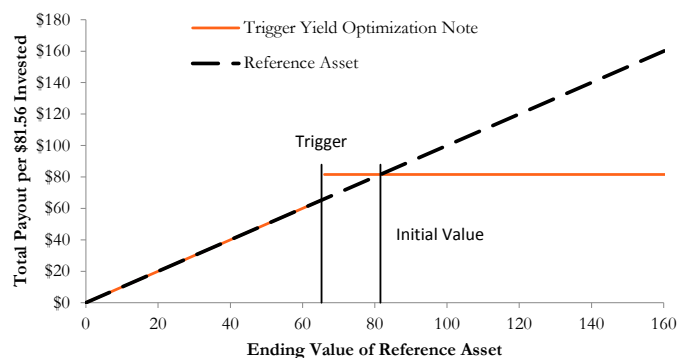 Total Payout per $81.56 Invested
$180
$160
$140
$120
$100
$80
$60
$40
$20
$0
Trigger Yield Optimization Note
Reference Asset
Trigger
Initial Value
0 20 40 60 80 100 120 140 160
Ending Value of Reference Asset